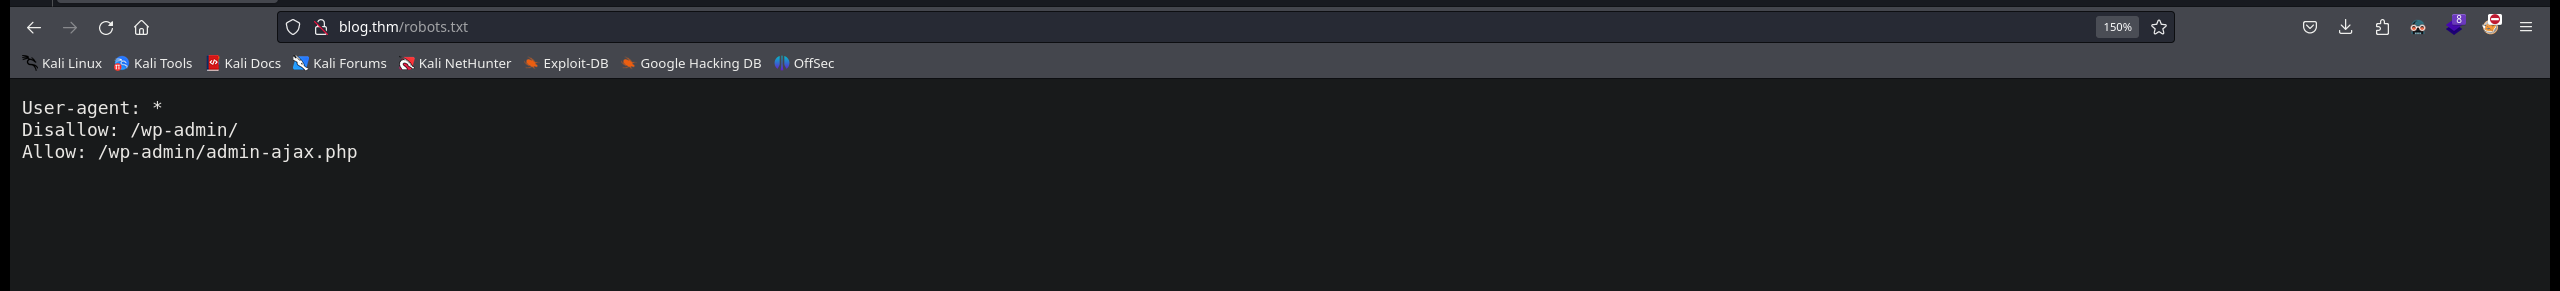 blog.thm/robots.txt
150%
8
Kali Linux
Kali Tools
Kali Docs
Kali Forums
Kali NetHunter
Exploit-DB
Google Hacking DB
OffSec
User-agent: *
Disallow: /wp-admin/
Allow: /wp-admin/admin-ajax.php